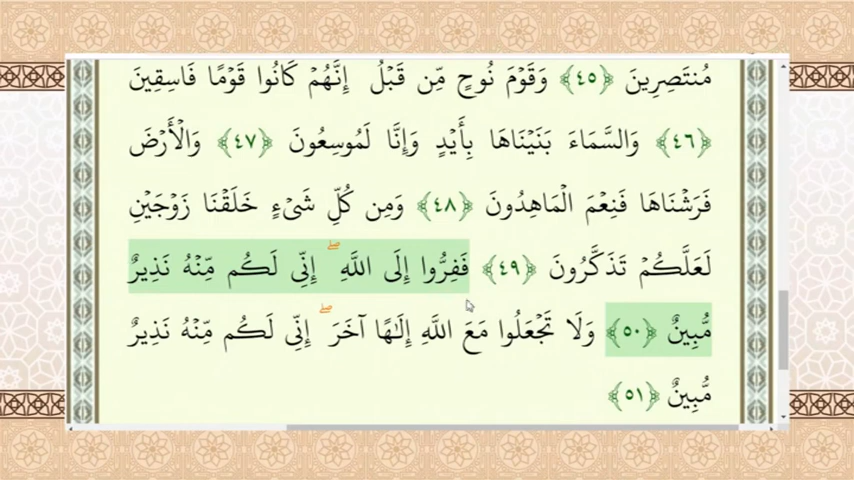 مُنتَصِرِينَ ﴿٤٥﴾ وَقَوْمَ نُوحٍ مِّن قَبْلُ ۖ إِنَّهُمْ كَانُوا قَوْمًا فَاسِقِينَ
﴿٤٦﴾ وَالسَّمَاءَ بَنَيْنَاهَا بِأَيْدٍ وَإِنَّا لَمُوسِعُونَ ﴿٤٧﴾ وَالْأَرْضَ
فَرَشْنَاهَا فَنِعْمَ الْمَاهِدُونَ ﴿٤٨﴾ وَمِن كُلِّ شَيْءٍ خَلَقْنَا زَوْجَيْنِ
لَعَلَّكُمْ تَذَكَّرُونَ ﴿٤٩﴾ فَفِرُّوا إِلَى اللَّهِ ۖ إِنِّي لَكُم مِّنْهُ نَذِيرٌ
مُّبِينٌ ﴿٥٠﴾ وَلَا تَجْعَلُوا مَعَ اللَّهِ إِلَٰهًا آخَرَ ۖ إِنِّي لَكُم مِّنْهُ نَذِيرٌ
مُّبِينٌ ﴿٥١﴾